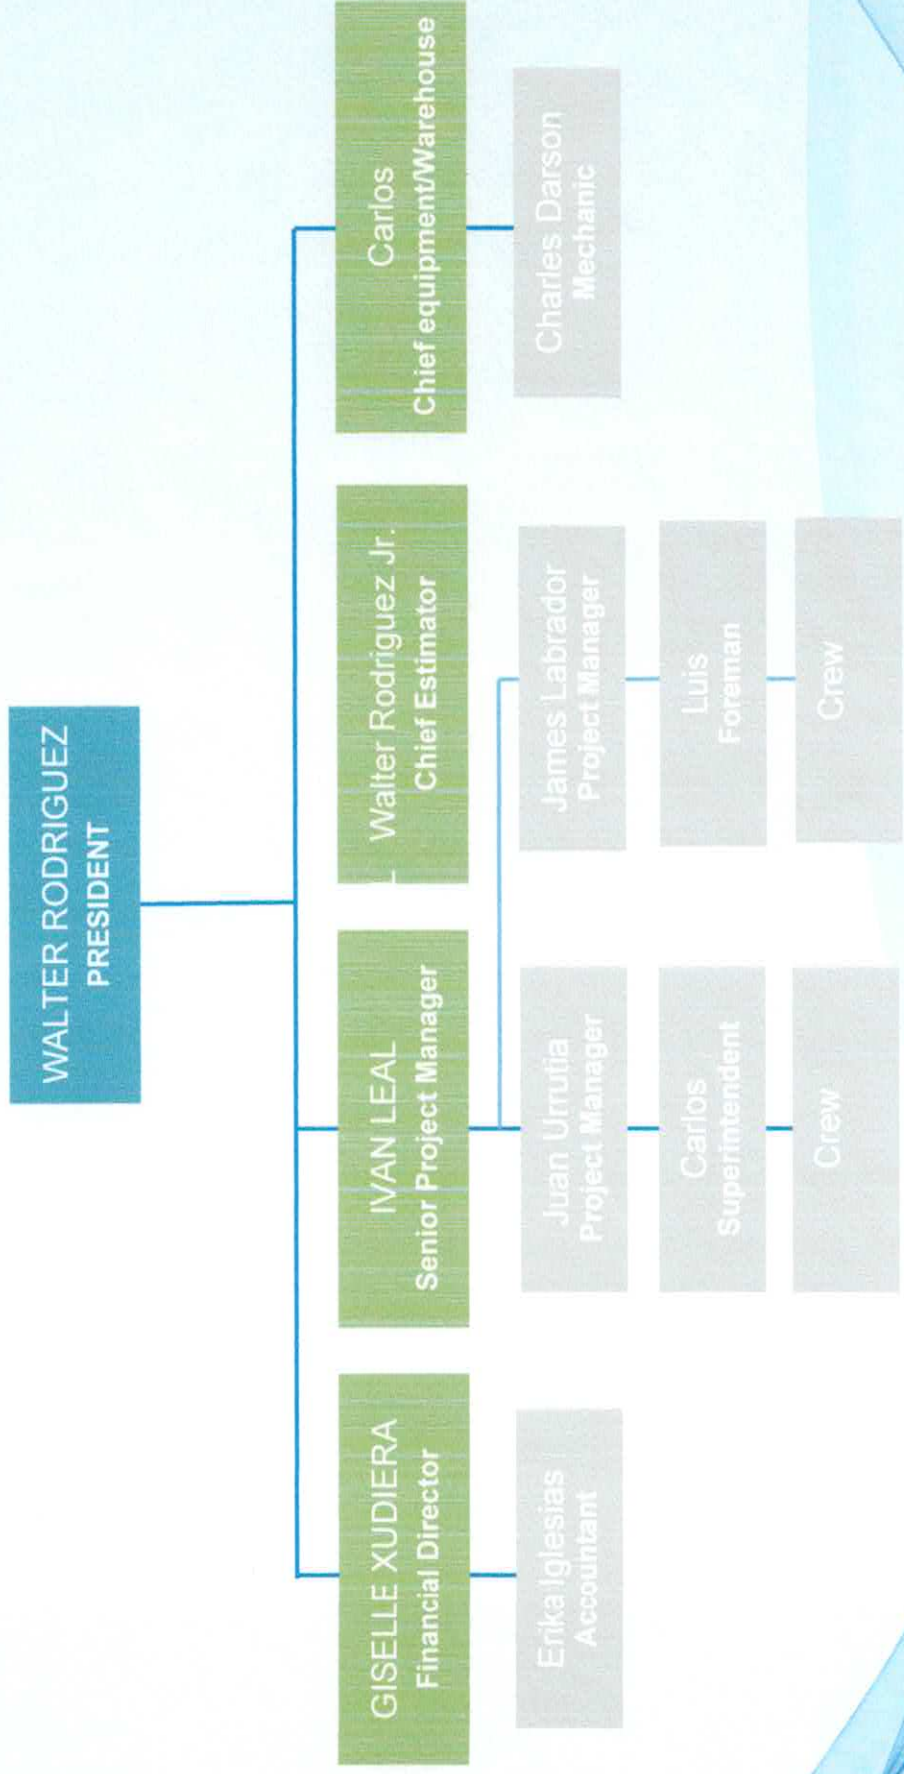 WALTER RODRIGUEZ
PRESIDENT
GISELLE XUDIERA
Financial Director
IVAN LEAL
Senior Project Manager
Walter Rodriguez Jr.
Chief Estimator
Carlos
Chief equipment/Warehouse
Erika Iglesias
Accountant
Juan Urrutia
Project Manager
James Labrador
Project Manager
Charles Darson
Mechanic
Carlos
Superintendent
Luis
Foreman
Crew
Crew